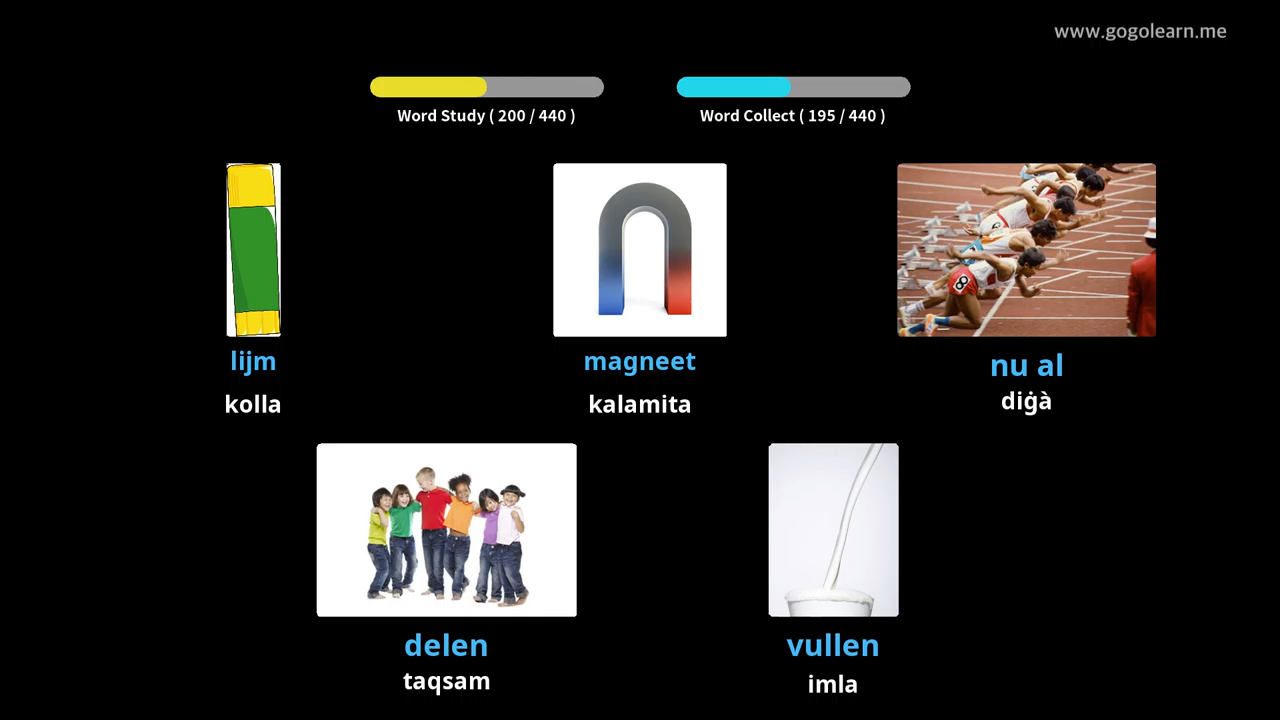 www.gogolearn.me
Word Study ( 200 / 440 )
Word Collect ( 195 / 440 )
lijm
kolla
magneet
kalamita
nu al
diġà
delen
taqsam
vullen
imla